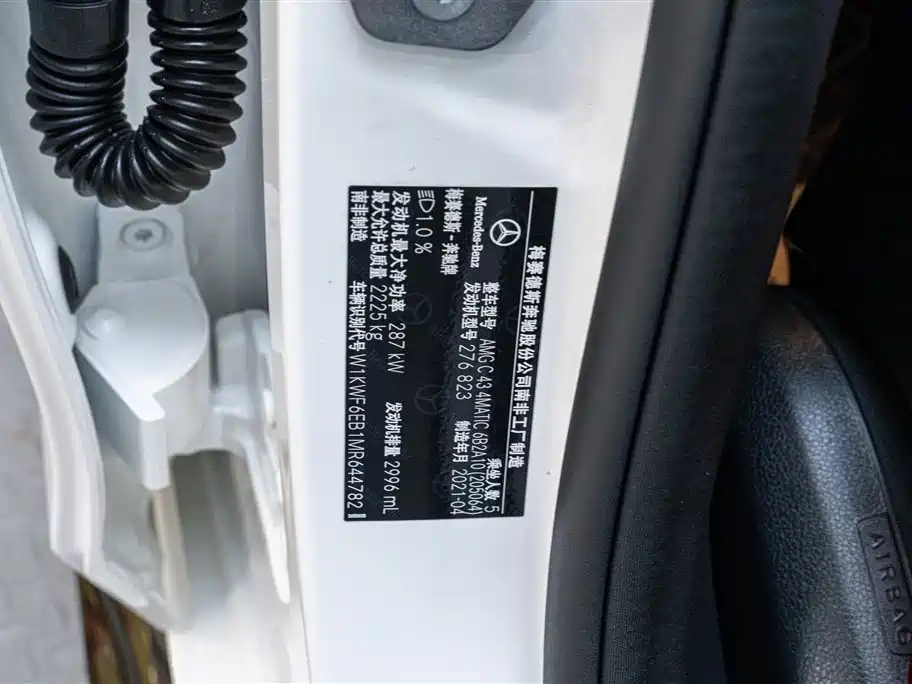 梅赛德斯奔驰股份公司南非工厂制造
Mercedes-Benz
梅赛德斯-奔驰牌
整车型号 AMG C 43 4MATIC 6B2A10(205064)
乘坐人数 5
发动机型号 276 823
制造年月 2021-04
1.0 %
发动机最大净功率 287 kW
发动机排量 2996 mL
最大允许总质量 2225 kg
南非制造
车辆识别代号 W1KWF6EB1MR644782
AIRBAG